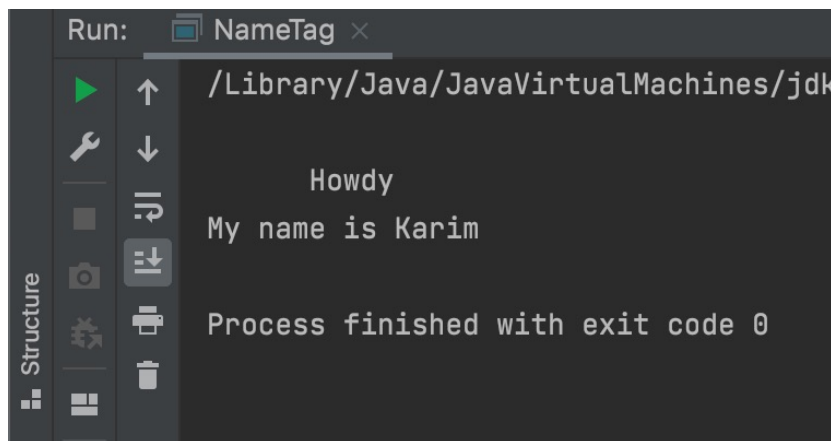 Run: NameTag
/Library/Java/JavaVirtualMachines/jdk
Howdy
My name is Karim
Process finished with exit code 0
Structure